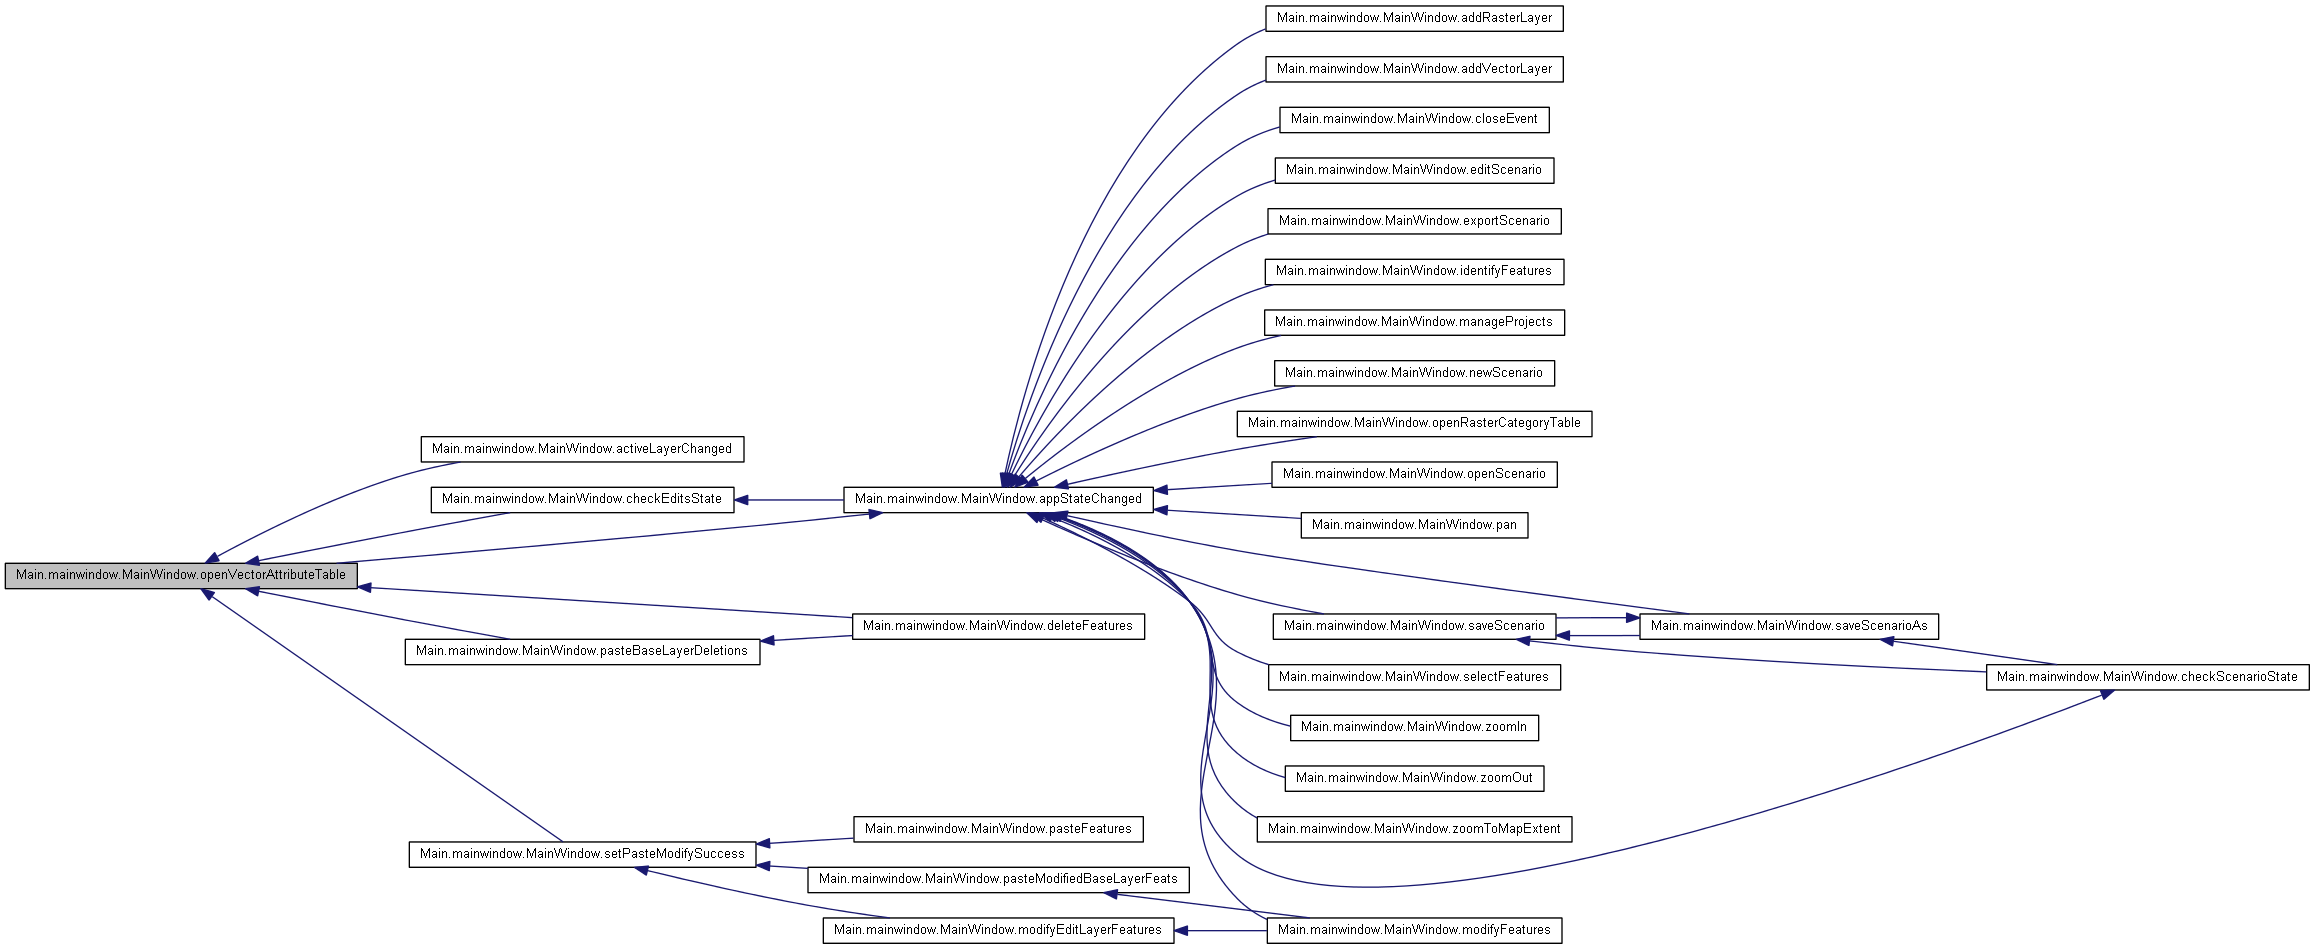 Main.mainwindow.MainWindow.addRasterLayer
Main.mainwindow.MainWindow.addVectorLayer
Main.mainwindow.MainWindow.closeEvent
Main.mainwindow.MainWindow.editScenario
Main.mainwindow.MainWindow.exportScenario
Main.mainwindow.MainWindow.identifyFeatures
Main.mainwindow.MainWindow.manageProjects
Main.mainwindow.MainWindow.newScenario
Main.mainwindow.MainWindow.openRasterCategoryTable
Main.mainwindow.MainWindow.activeLayerChanged
Main.mainwindow.MainWindow.openScenario
Main.mainwindow.MainWindow.checkEditsState
Main.mainwindow.MainWindow.appStateChanged
Main.mainwindow.MainWindow.pan
Main.mainwindow.MainWindow.openVectorAttributeTable
Main.mainwindow.MainWindow.deleteFeatures
Main.mainwindow.MainWindow.saveScenario
Main.mainwindow.MainWindow.saveScenarioAs
Main.mainwindow.MainWindow.pasteBaseLayerDeletions
Main.mainwindow.MainWindow.selectFeatures
Main.mainwindow.MainWindow.checkScenarioState
Main.mainwindow.MainWindow.zoomIn
Main.mainwindow.MainWindow.zoomOut
Main.mainwindow.MainWindow.pasteFeatures
Main.mainwindow.MainWindow.zoomToMapExtent
Main.mainwindow.MainWindow.setPasteModifySuccess
Main.mainwindow.MainWindow.pasteModifiedBaseLayerFeats
Main.mainwindow.MainWindow.modifyEditLayerFeatures
Main.mainwindow.MainWindow.modifyFeatures